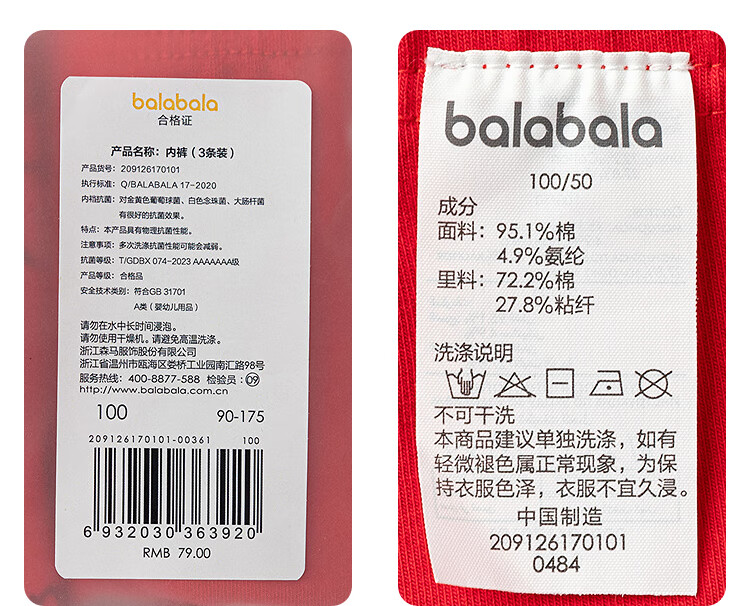 balabala
合格证
产品名称：内裤（3条装）
产品货号：209126170101
执行标准：Q/BALABALA 17-2020
内裆抗菌：对金黄色葡萄球菌、白色念珠菌、大肠杆菌
有很好的抗菌效果。
特点：本产品具有物理抗菌性能。
注意事项：多次洗涤抗菌性能可能会减弱。
抗菌等级：T/GDBX 074-2023 AAAAAAA级
产品等级：合格品
安全技术类别：符合GB 31701
A类（婴幼儿用品）
请勿在水中长时间浸泡。
请勿使用干燥机。请避免高温洗涤。
浙江森马服饰股份有限公司
浙江省温州市瓯海区娄桥工业园南汇路98号
服务热线：400-8877-588 检验员：09
http://www.balabala.com.cn
100 90-175
209126170101-00361 100
6 932030 363920
RMB 79.00
balabala
100/50
成分
面料：95.1%棉
4.9%氨纶
里料：72.2%棉
27.8%粘纤
洗涤说明
不可干洗
本商品建议单独洗涤，如有
轻微褪色属正常现象，为保
持衣服色泽，衣服不宜久浸。
中国制造
209126170101
0484